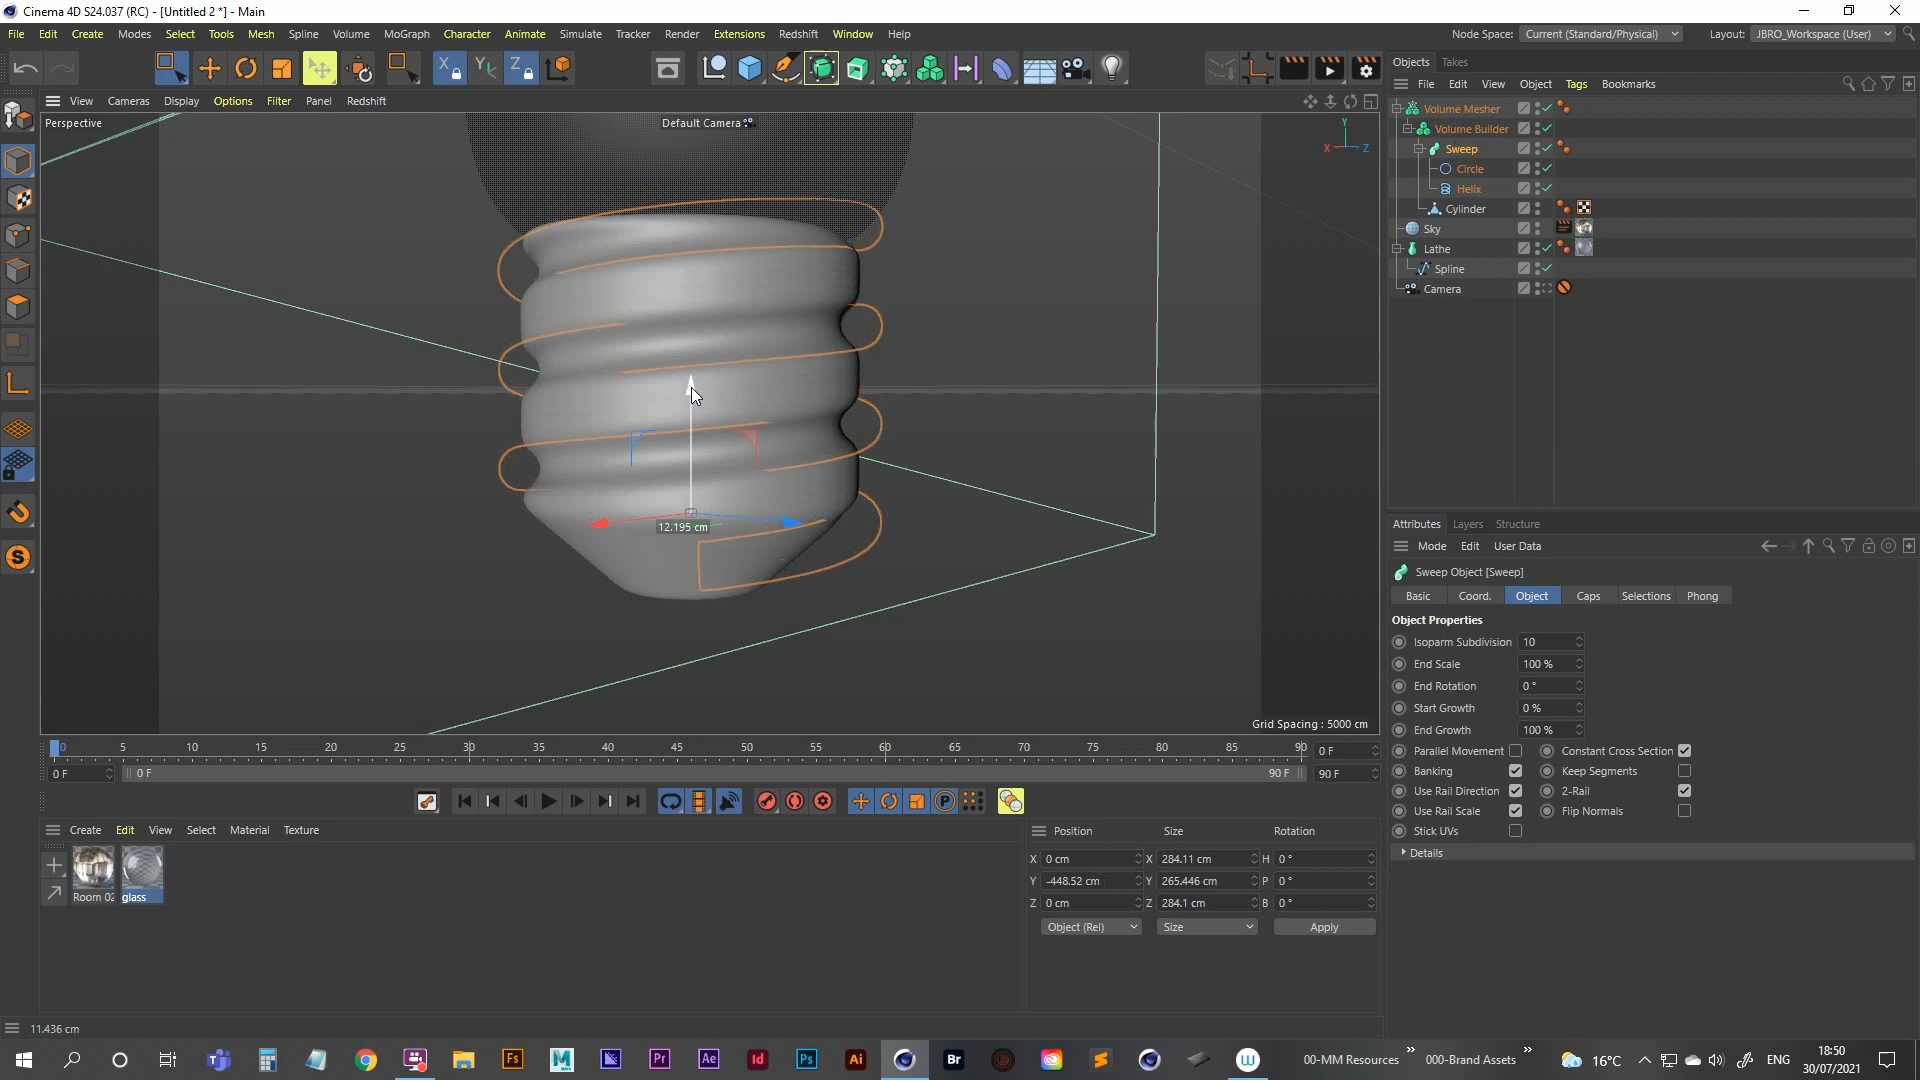 Cinema 4D S24.037 (RC) - [Untitled 2 *] - Main
File Edit Create Modes Select Tools Mesh Spline Volume MoGraph Character Animate Simulate Tracker Render Extensions Redshift Window Help
Node Space: Current (Standard/Physical) Layout: JBRO_Workspace (User)
X Y Z
Objects Takes
File Edit View Object Tags Bookmarks
View Cameras Display Options Filter Panel Redshift
Perspective
Default Camera
Y
X Z
Volume Mesher
Volume Builder
Sweep
Circle
Helix
Cylinder
Sky
Lathe
Spline
Camera
12.195 cm
Grid Spacing : 5000 cm
Attributes Layers Structure
Mode Edit User Data
Sweep Object [Sweep]
Basic Coord. Object Caps Selections Phong
Object Properties
Isoparm Subdivision 10
End Scale 100 %
End Rotation 0 °
Start Growth 0 %
End Growth 100 %
Parallel Movement Constant Cross Section
Banking Keep Segments
Use Rail Direction 2-Rail
Use Rail Scale Flip Normals
Stick UVs
Details
0 5 10 15 20 25 30 35 40 45 50 55 60 65 70 75 80 85 90 0 F
0 F 0 F 90 F 90 F
Create Edit View Select Material Texture
Room 02 glass
Position Size Rotation
X 0 cm X 284.11 cm H 0 °
Y -448.52 cm Y 265.446 cm P 0 °
Z 0 cm Z 284.1 cm B 0 °
Object (Rel) Size Apply
11.436 cm
Fs M Pr Ae Id Ps Ai Br W
00-MM Resources » 000-Brand Assets » 16°C ENG 18:50
30/07/2021